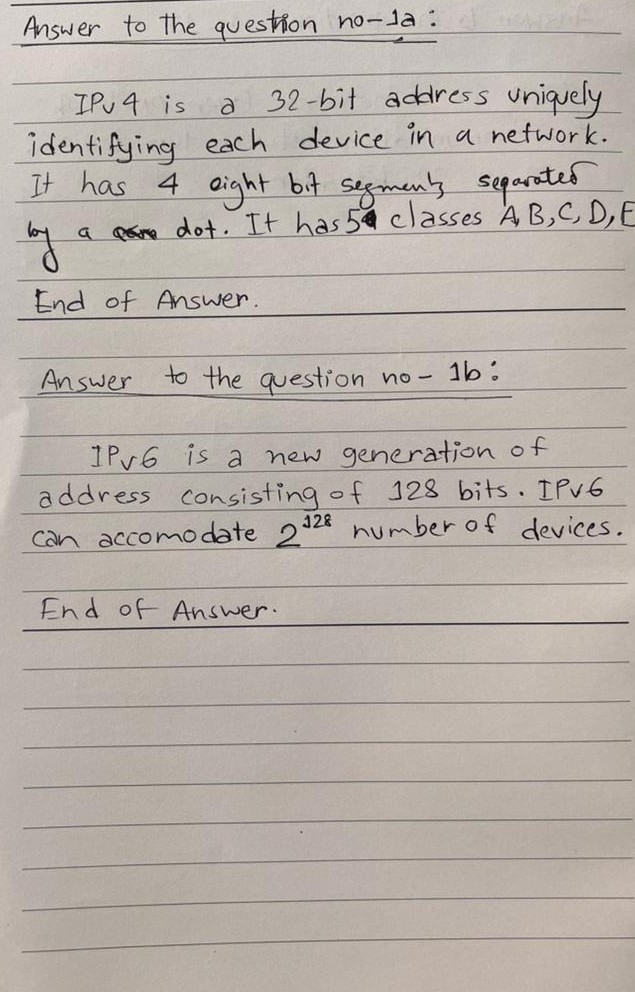 Answer to the question no-1a:
IPv4 is a 32-bit address uniquely
identifying each device in a network.
It has 4 eight bit segments separated
by a dot. It has 5 classes A, B, C, D, E
End of Answer.
Answer to the question no- 1b:
IPv6 is a new generation of
address consisting of 128 bits. IPv6
can accomodate 2¹²⁸ number of devices.
End of Answer.